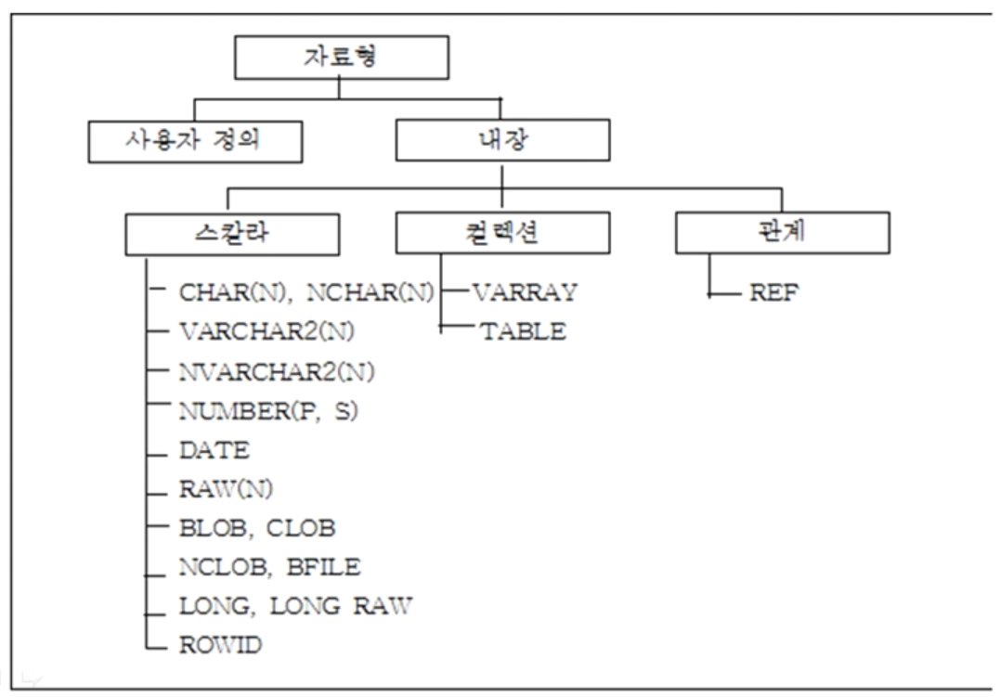 자료형
사용자 정의 내장
스칼라 컬렉션 관계
CHAR(N), NCHAR(N) VARRAY REF
VARCHAR2(N) TABLE
NVARCHAR2(N)
NUMBER(P, S)
DATE
RAW(N)
BLOB, CLOB
NCLOB, BFILE
LONG, LONG RAW
ROWID